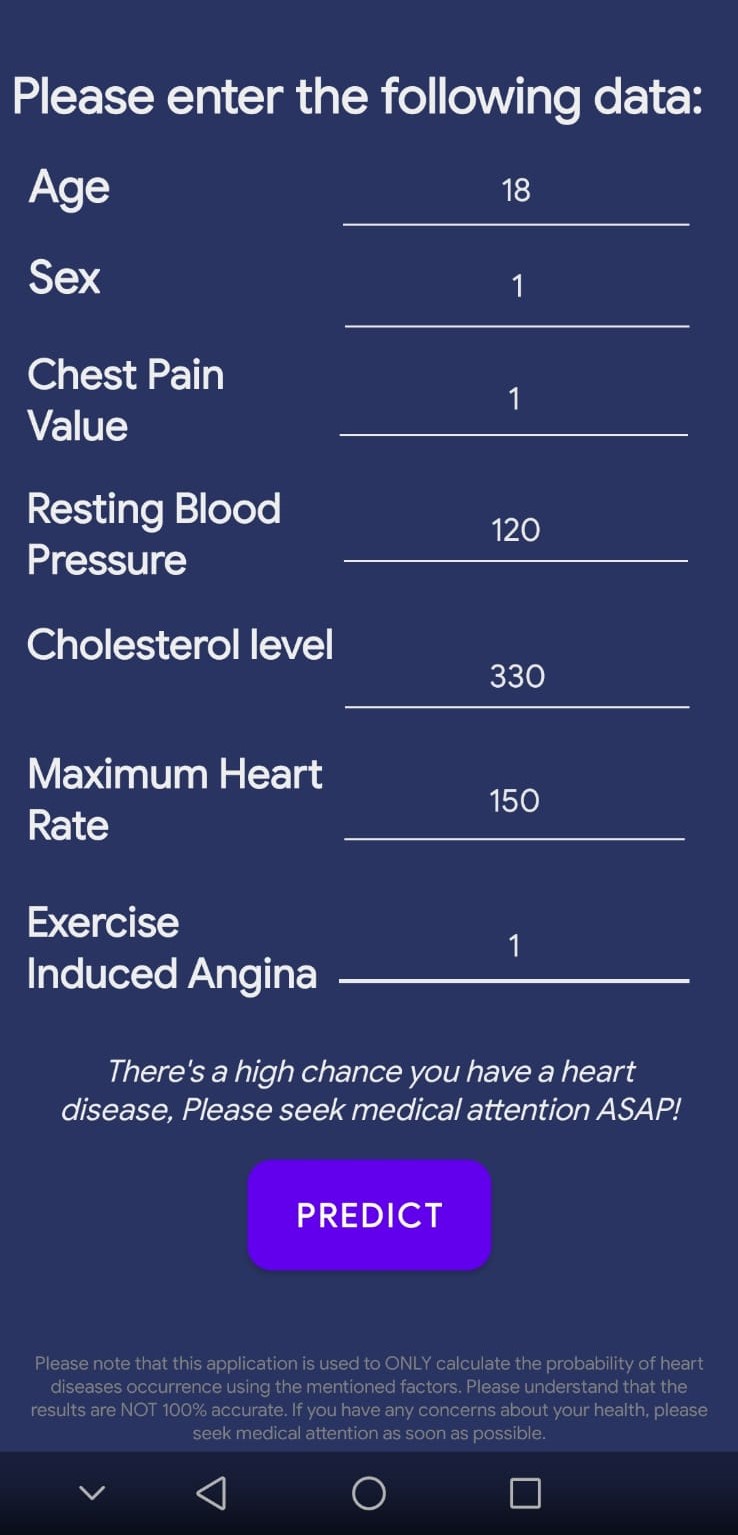 Please enter the following data:
Age 18
Sex 1
Chest Pain
Value 1
Resting Blood
Pressure 120
Cholesterol level
330
Maximum Heart
Rate 150
Exercise
Induced Angina 1
There's a high chance you have a heart
disease, Please seek medical attention ASAP!
PREDICT
Please note that this application is used to ONLY calculate the probability of heart
diseases occurrence using the mentioned factors. Please understand that the
results are NOT 100% accurate. If you have any concerns about your health, please
seek medical attention as soon as possible.